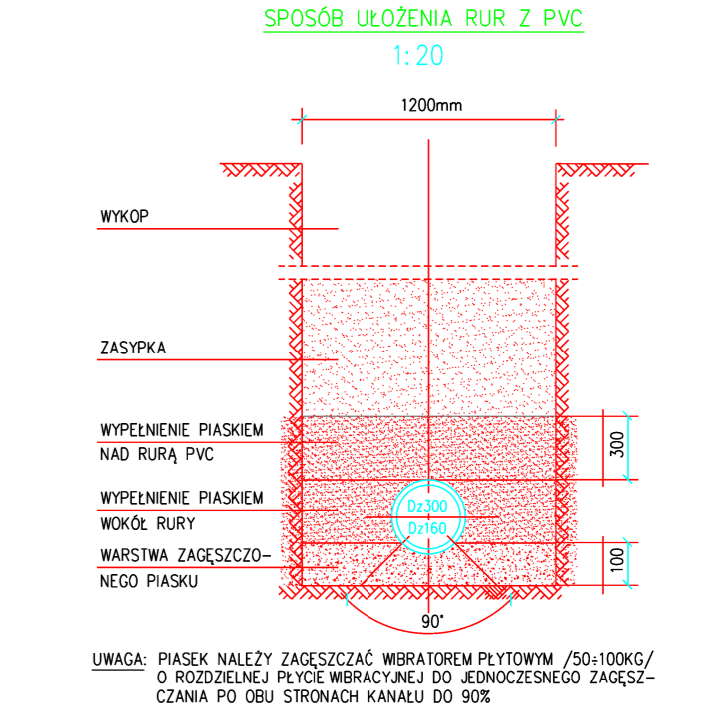 SPOSÓB UŁOŻENIA RUR Z PVC
1:20
1200mm
WYKOP
ZASYPKA
WYPEŁNIENIE PIASKIEM
NAD RURĄ PVC
300
WYPEŁNIENIE PIASKIEM
WOKÓŁ RURY
Dz300
Dz160
WARSTWA ZAGĘSZCZO-
NEGO PIASKU
100
90°
UWAGA: PIASEK NALEŻY ZAGĘSZCZAĆ WIBRATOREM PŁYTOWYM /50÷100KG/
O ROZDZIELNEJ PŁYCIE WIBRACYJNEJ DO JEDNOCZESNEGO ZAGĘSZ-
CZANIA PO OBU STRONACH KANAŁU DO 90%